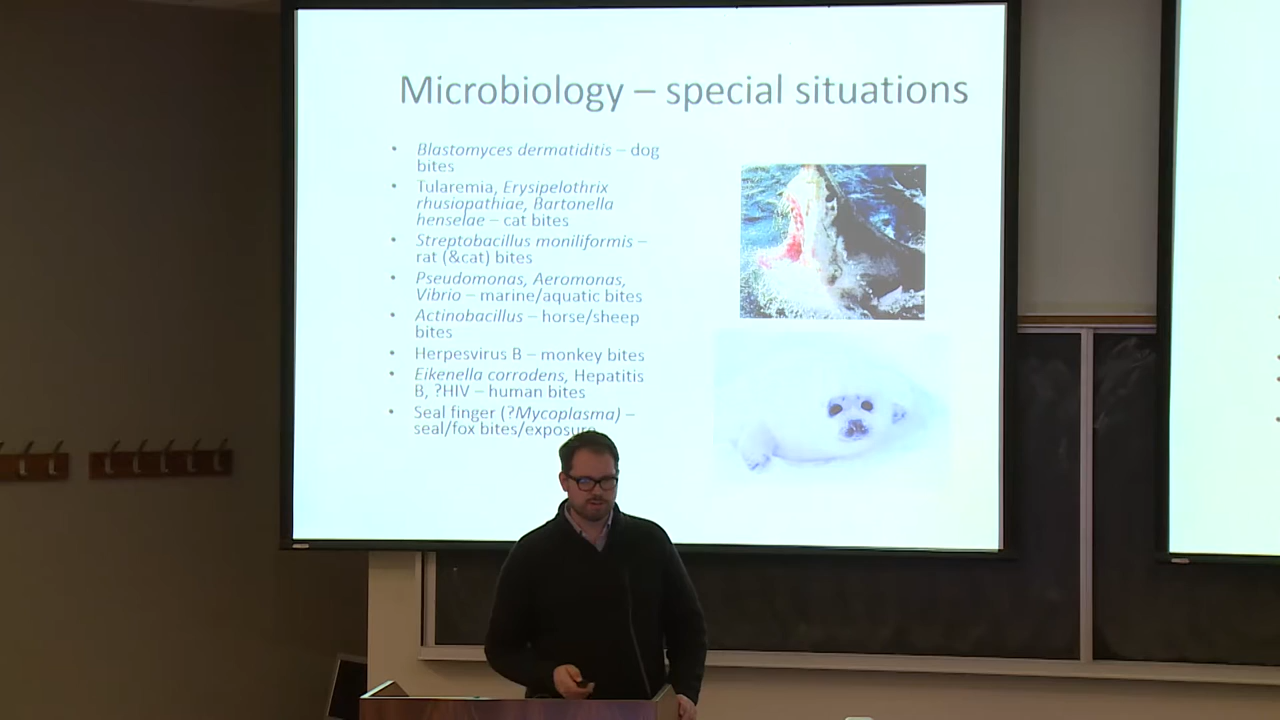 Microbiology – special situations
• Blastomyces dermatiditis – dog
bites
• Tularemia, Erysipelothrix
rhusiopathiae, Bartonella
henselae – cat bites
• Streptobacillus moniliformis –
rat (&cat) bites
• Pseudomonas, Aeromonas,
Vibrio – marine/aquatic bites
• Actinobacillus – horse/sheep
bites
• Herpesvirus B – monkey bites
• Eikenella corrodens, Hepatitis
B, ?HIV – human bites
• Seal finger (?Mycoplasma) –
seal/fox bites/exposure